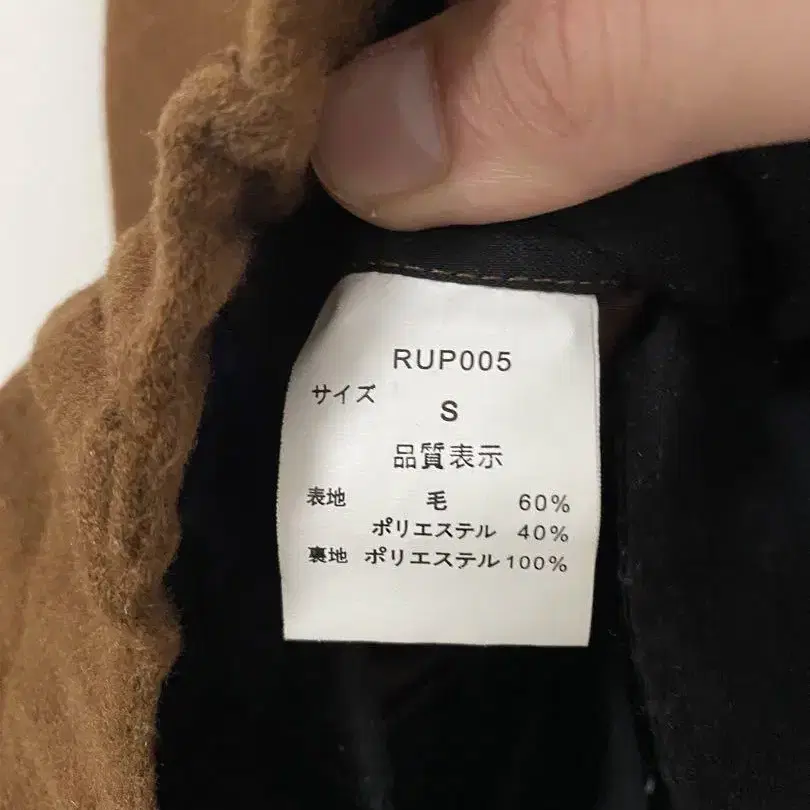 RUP005
サイズ S
品質表示
表地 毛 60%
ポリエステル 40%
裏地 ポリエステル 100%